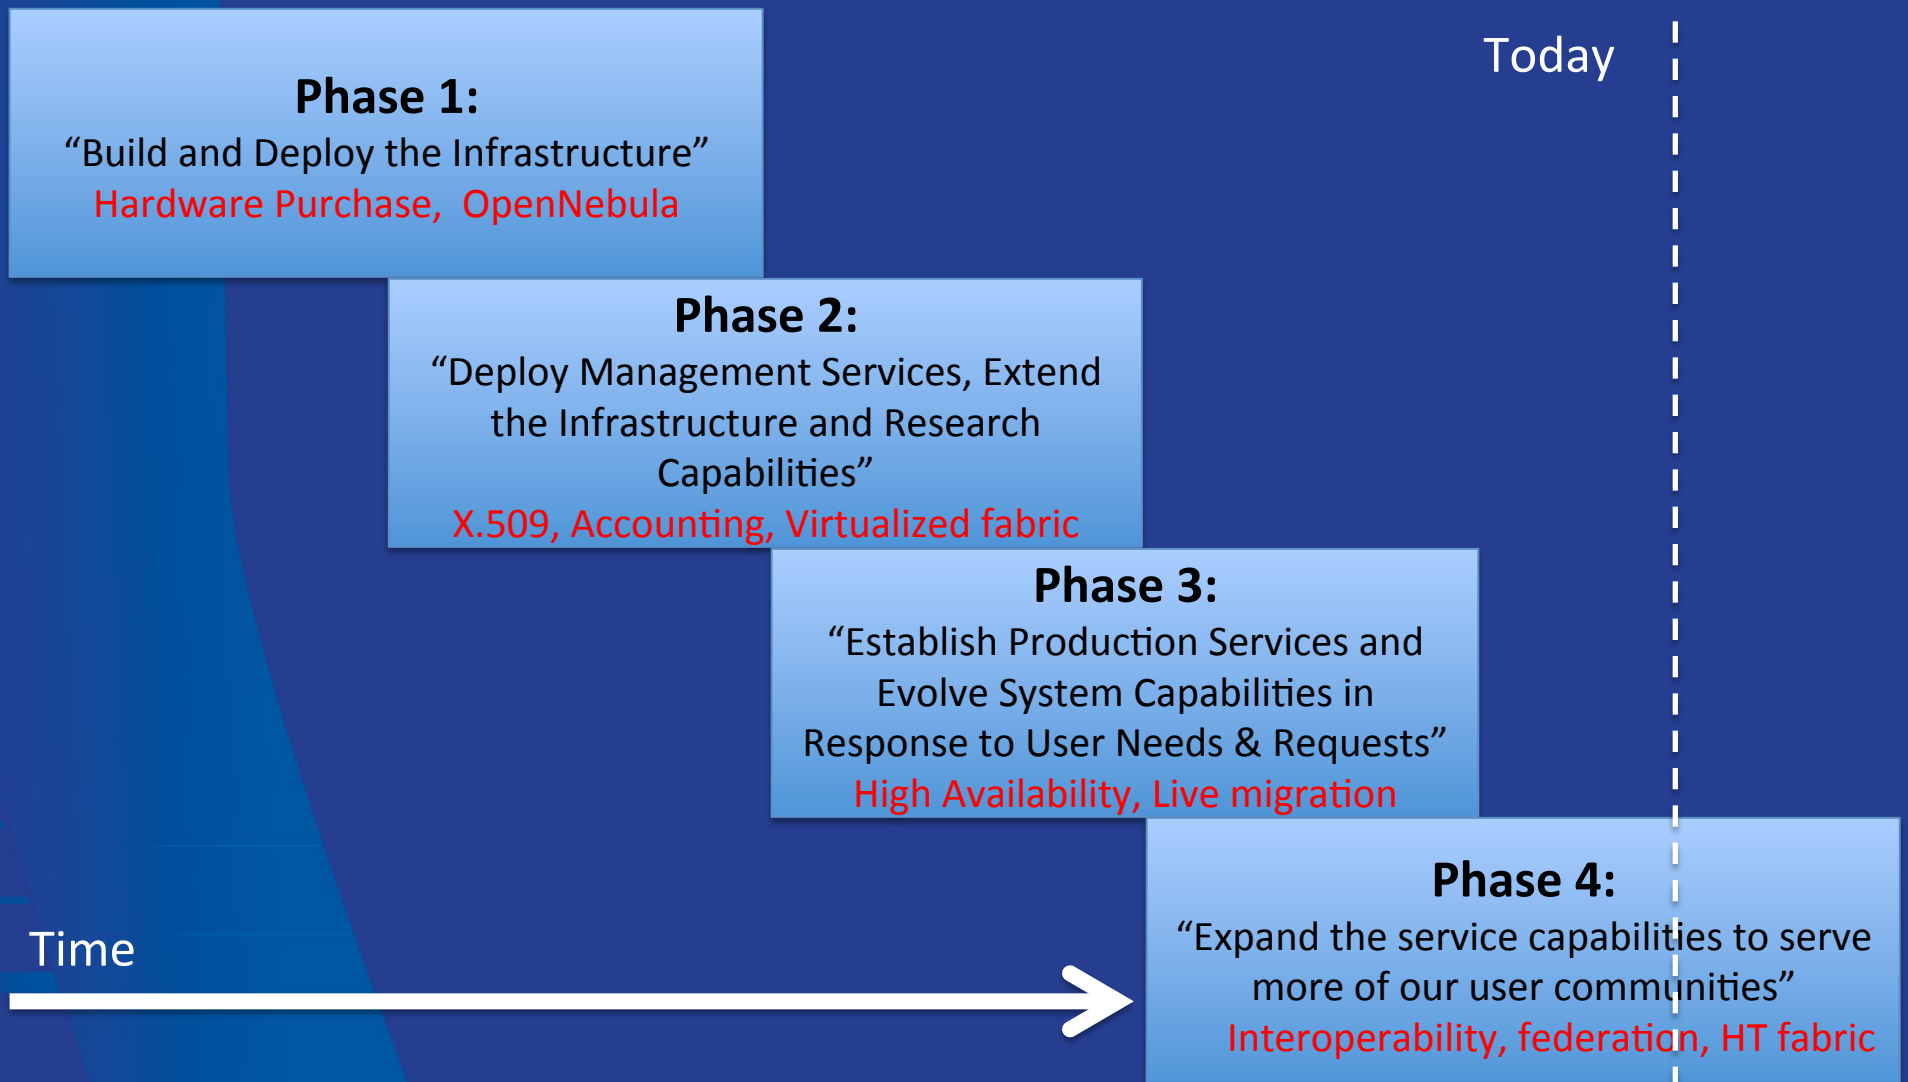 Today
Phase 1:
“Build and Deploy the Infrastructure”
Hardware Purchase, OpenNebula
Phase 2:
“Deploy Management Services, Extend
the Infrastructure and Research
Capabilities”
X.509, Accounting, Virtualized fabric
Phase 3:
“Establish Production Services and
Evolve System Capabilities in
Response to User Needs & Requests”
High Availability, Live migration
Phase 4:
“Expand the service capabilities to serve
more of our user communities”
Interoperability, federation, HT fabric
Time